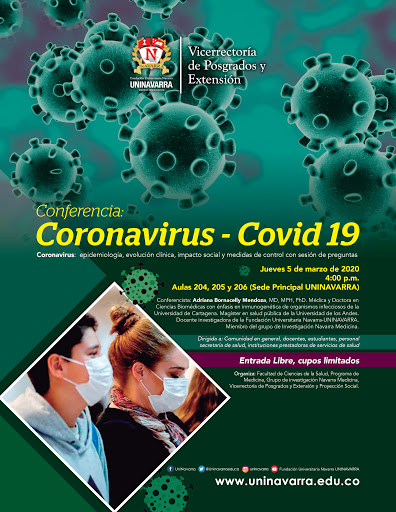 Fundación Universitaria Navarra
UNINAVARRA
Vicerrectoría
de Posgrados y
Extensión
Conferencia:
Coronavirus - Covid 19
Coronavirus: epidemiología, evolución clínica, impacto social y medidas de control con sesión de preguntas
Jueves 5 de marzo de 2020
4:00 p.m.
Aulas 204, 205 y 206 (Sede Principal UNINAVARRA)
Conferencista: Adriana Bornacelly Mendoza, MD, MPH, PhD. Médica y Doctora en
Ciencias Biomédicas con énfasis en inmunogenética de organismos infecciosos de la
Universidad de Cartagena. Magíster en salud pública de la Universidad de los Andes.
Docente investigadora de la Fundación Universitaria Navarra-UNINAVARRA.
Miembro del grupo de Investigación Navarra Medicina.
Dirigida a: Comunidad en general, docentes, estudiantes, personal
secretaría de salud, instituciones prestadoras de servicios de salud
Entrada Libre, cupos limitados
Organiza: Facultad de Ciencias de la Salud, Programa de
Medicina, Grupo de investigación Navarra Medicina,
Vicerrectoría de Posgrados y Extensión y Proyección Social.
UniNavarra @uninavarraeduco uninavarra Fundación Universitaria Navarra UNINAVARRA
www.uninavarra.edu.co